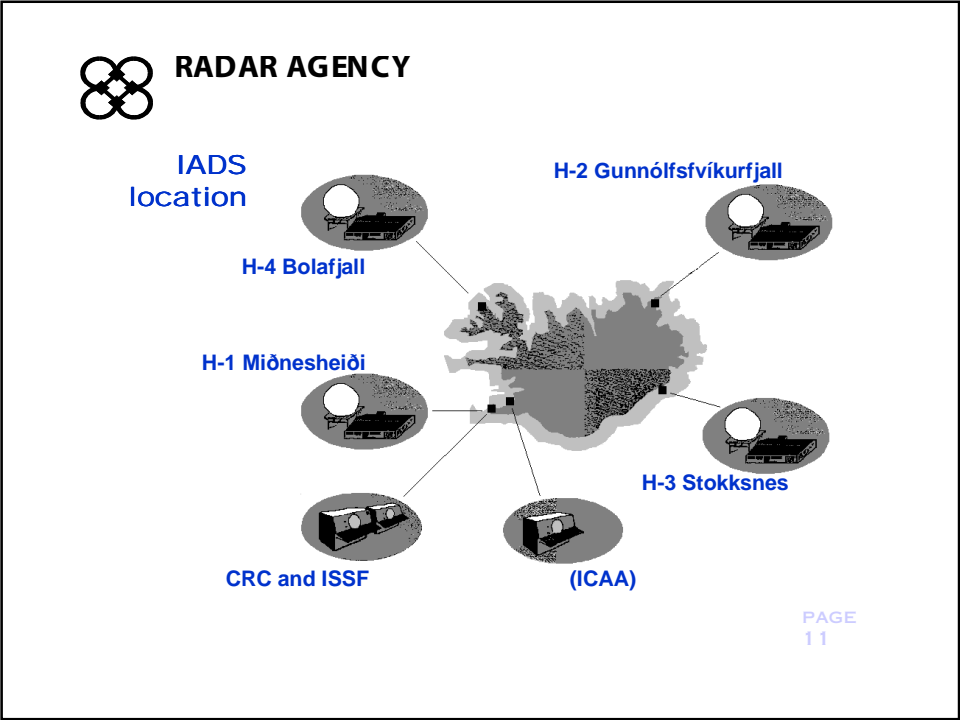 RADAR AGENCY
IADS
location
H-2 Gunnólfsfvíkurfjall
H-4 Bolafjall
H-1 Miðnesheiði
H-3 Stokksnes
CRC and ISSF
(ICAA)
PAGE
11